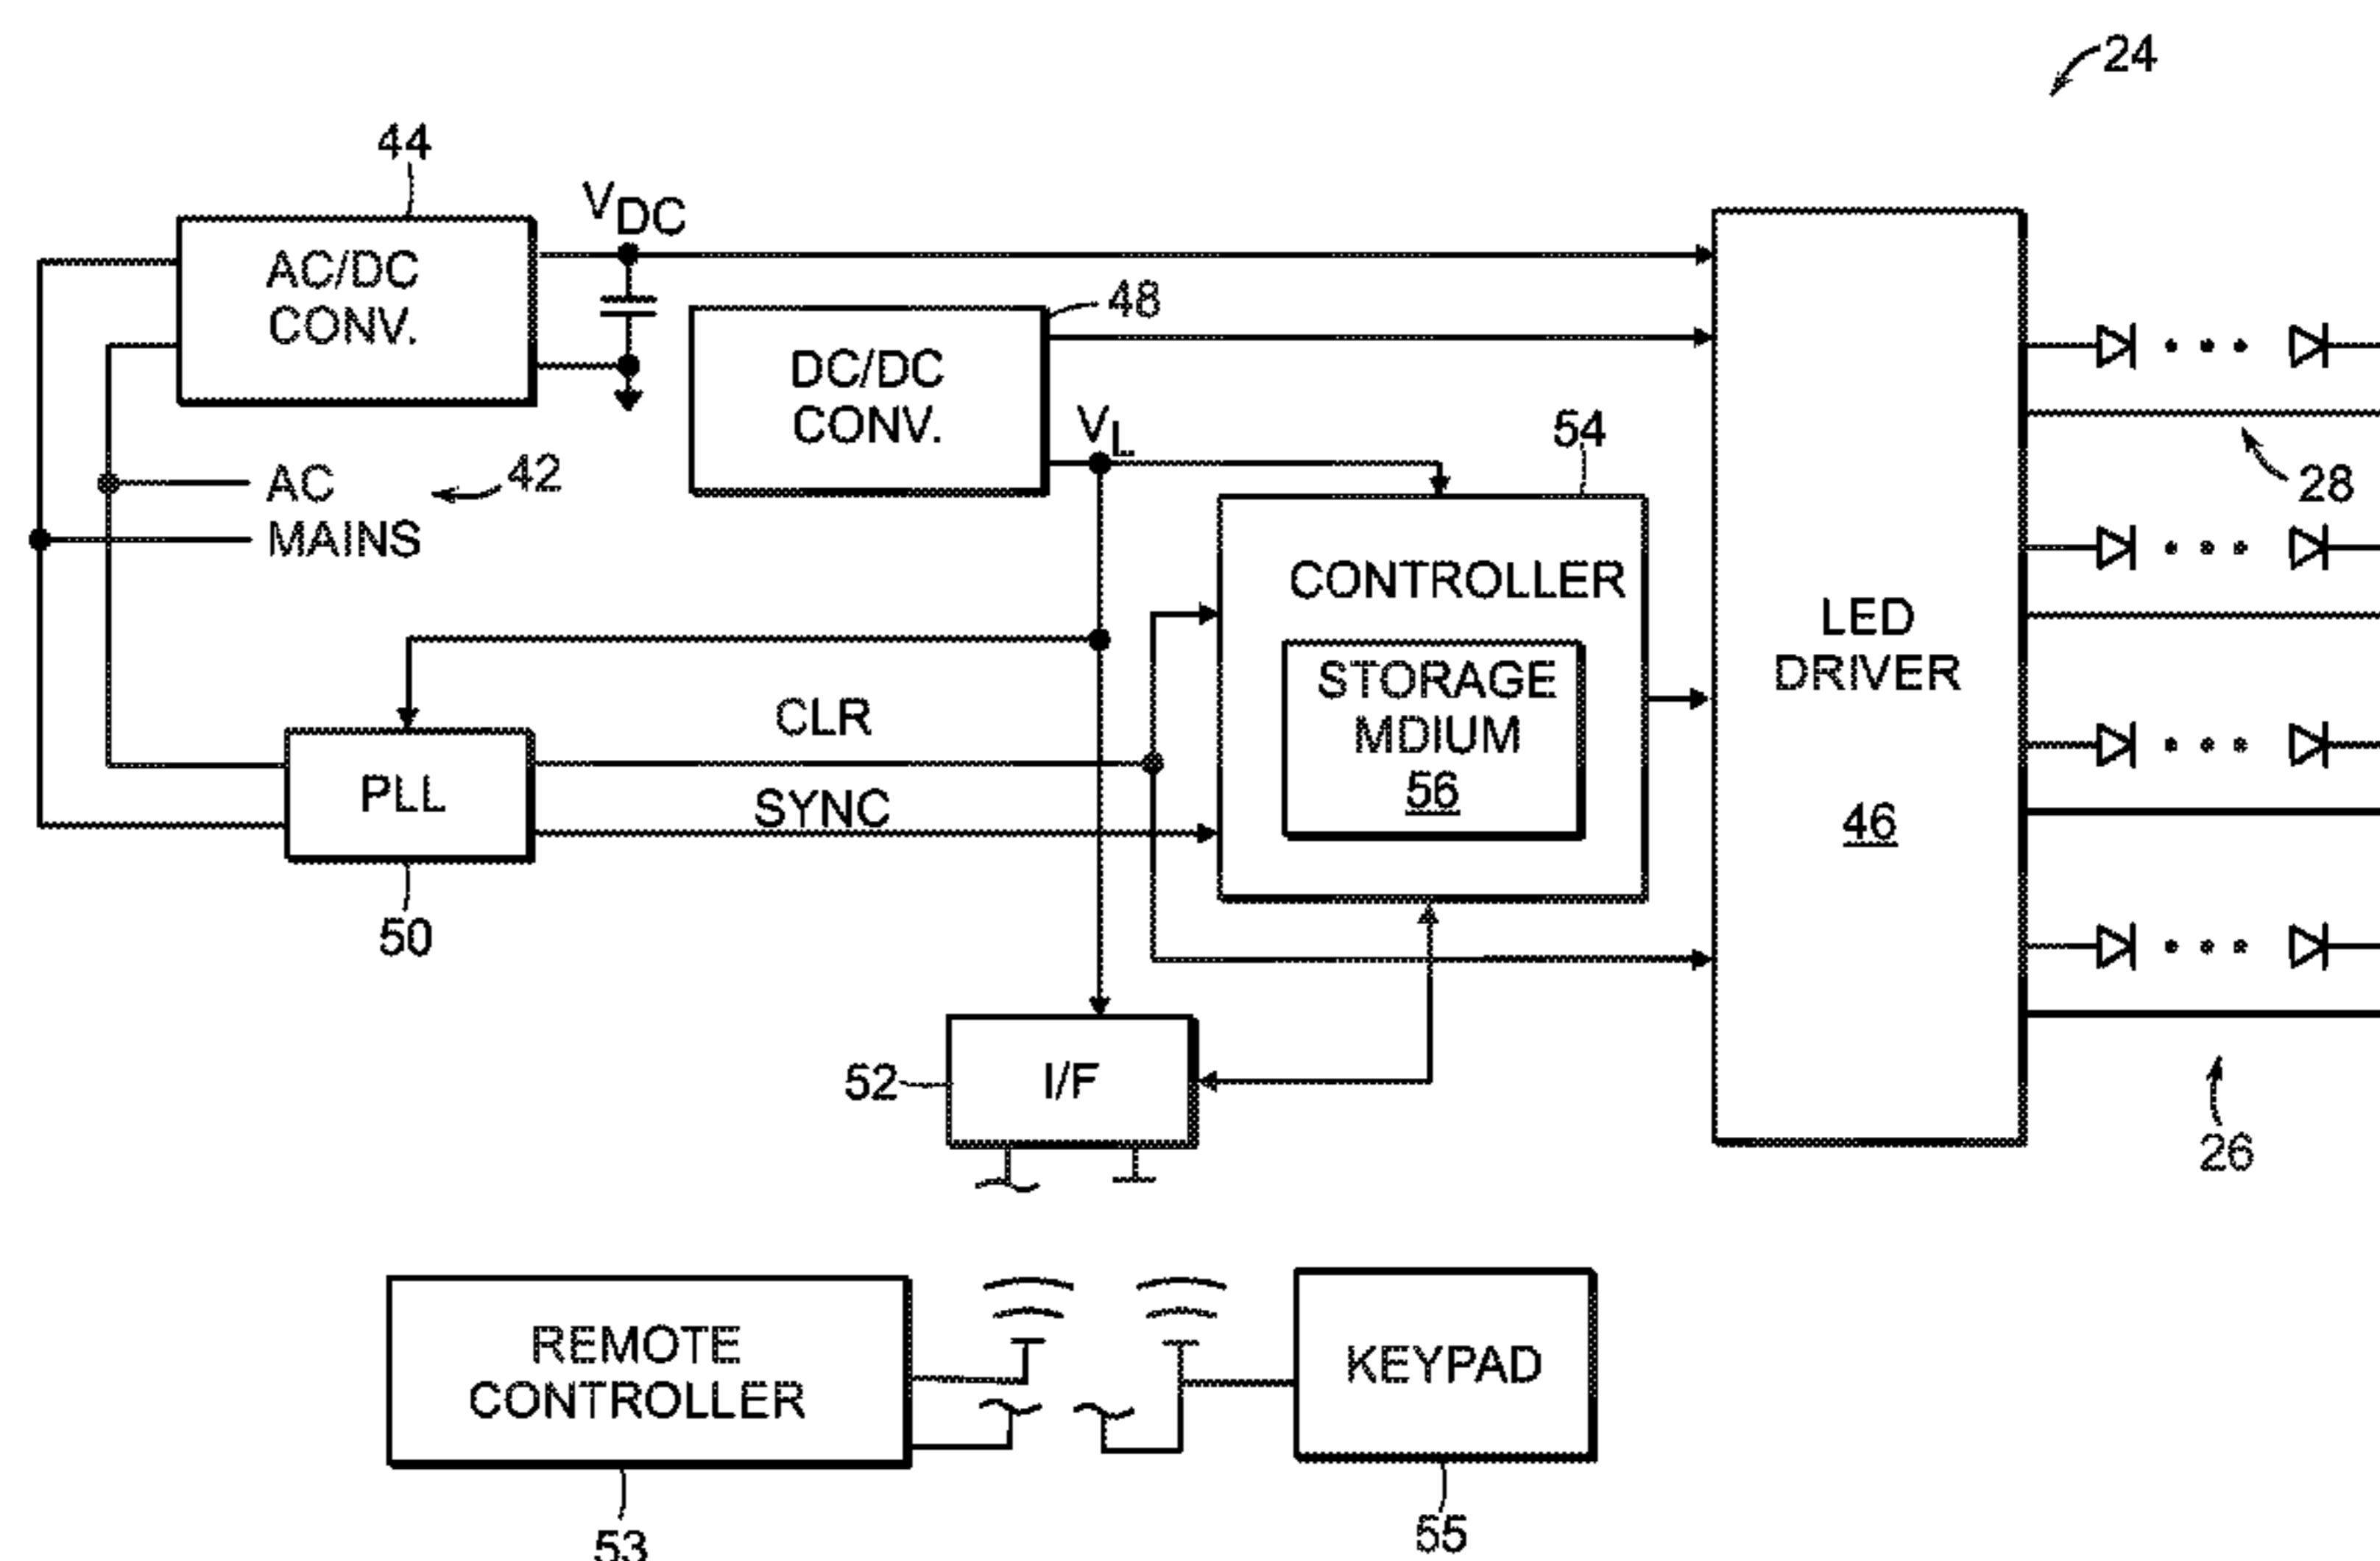 24
44
VDC
AC/DC
CONV.
48
DC/DC
CONV.
VL
54
AC
MAINS
42
28
CONTROLLER
STORAGE
MDIUM
56
LED
DRIVER
46
CLR
SYNC
PLL
50
52
I/F
26
REMOTE
CONTROLLER
KEYPAD
53
55